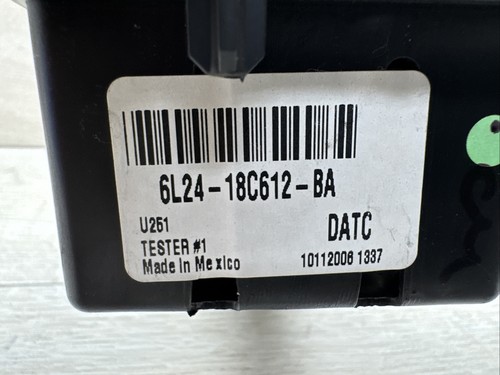 6L24-18C612-BA
U251
DATC
TESTER #1
Made in Mexico
10112006 1337